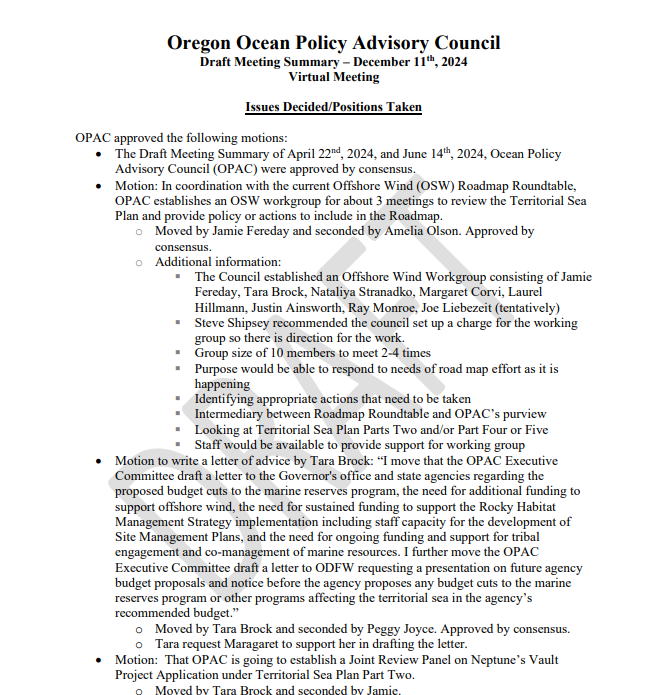 Oregon Ocean Policy Advisory Council
Draft Meeting Summary – December 11th, 2024
Virtual Meeting
Issues Decided/Positions Taken
OPAC approved the following motions:
• The Draft Meeting Summary of April 22nd, 2024, and June 14th, 2024, Ocean Policy
Advisory Council (OPAC) were approved by consensus.
• Motion: In coordination with the current Offshore Wind (OSW) Roadmap Roundtable,
OPAC establishes an OSW workgroup for about 3 meetings to review the Territorial Sea
Plan and provide policy or actions to include in the Roadmap.
o Moved by Jamie Fereday and seconded by Amelia Olson. Approved by
consensus.
o Additional information:
▪ The Council established an Offshore Wind Workgroup consisting of Jamie
Fereday, Tara Brock, Nataliya Stranadko, Margaret Corvi, Laurel
Hillmann, Justin Ainsworth, Ray Monroe, Joe Liebezeit (tentatively)
▪ Steve Shipsey recommended the council set up a charge for the working
group so there is direction for the work.
▪ Group size of 10 members to meet 2-4 times
▪ Purpose would be able to respond to needs of road map effort as it is
happening
▪ Identifying appropriate actions that need to be taken
▪ Intermediary between Roadmap Roundtable and OPAC's purview
▪ Looking at Territorial Sea Plan Parts Two and/or Part Four or Five
▪ Staff would be available to provide support for working group
• Motion to write a letter of advice by Tara Brock: “I move that the OPAC Executive
Committee draft a letter to the Governor's office and state agencies regarding the
proposed budget cuts to the marine reserves program, the need for additional funding to
support offshore wind, the need for sustained funding to support the Rocky Habitat
Management Strategy implementation including staff capacity for the development of
Site Management Plans, and the need for ongoing funding and support for tribal
engagement and co-management of marine resources. I further move the OPAC
Executive Committee draft a letter to ODFW requesting a presentation on future agency
budget proposals and notice before the agency proposes any budget cuts to the marine
reserves program or other programs affecting the territorial sea in the agency's
recommended budget.”
o Moved by Tara Brock and seconded by Peggy Joyce. Approved by consensus.
o Tara request Maragaret to support her in drafting the letter.
• Motion: That OPAC is going to establish a Joint Review Panel on Neptune's Vault
Project Application under Territorial Sea Plan Part Two.
o Moved by Tara Brock and seconded by Jamie.
DRAFT